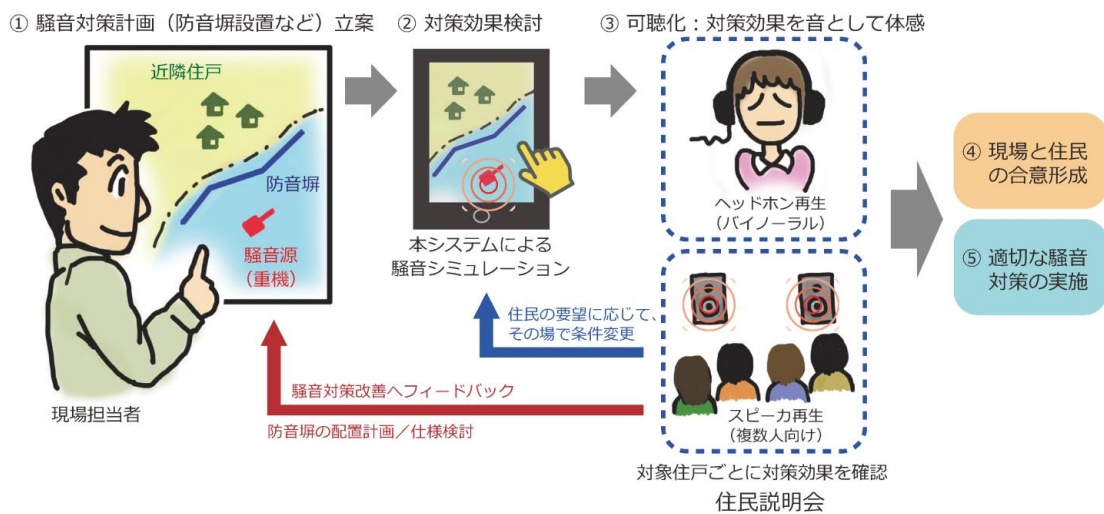 ① 騒音対策計画（防音塀設置など）立案
② 対策効果検討
③ 可聴化：対策効果を音として体感
近隣住戸
防音塀
騒音源
（重機）
現場担当者
本システムによる
騒音シミュレーション
ヘッドホン再生
（バイノーラル）
スピーカ再生
（複数人向け）
対象住戸ごとに対策効果を確認
住民説明会
住民の要望に応じて、
その場で条件変更
騒音対策改善へフィードバック
防音塀の配置計画／仕様検討
④ 現場と住民
の合意形成
⑤ 適切な騒音
対策の実施